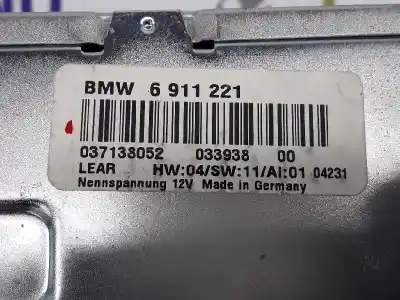 BMW 6 911 221
037138052 033938 00
LEAR HW:04/SW:11/AI:01 04231
Nennspannung 12V Made in Germany